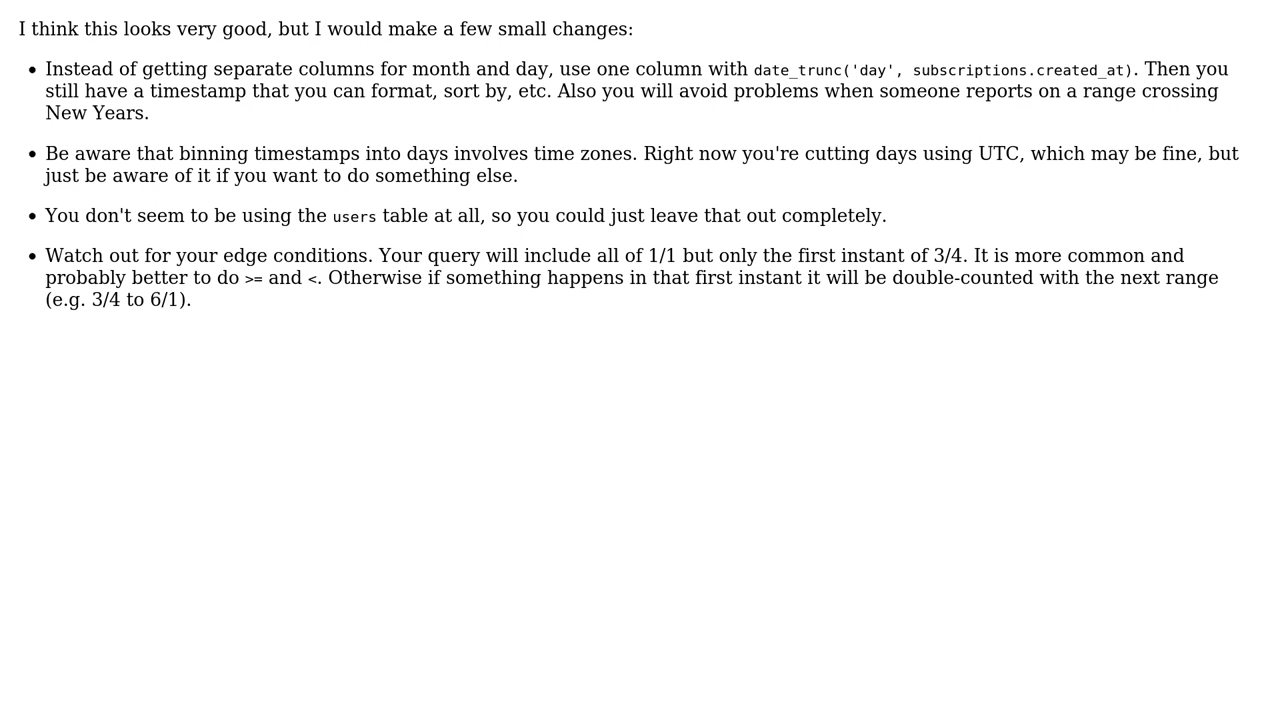 I think this looks very good, but I would make a few small changes:
• Instead of getting separate columns for month and day, use one column with date_trunc('day', subscriptions.created_at). Then you
still have a timestamp that you can format, sort by, etc. Also you will avoid problems when someone reports on a range crossing
New Years.
• Be aware that binning timestamps into days involves time zones. Right now you're cutting days using UTC, which may be fine, but
just be aware of it if you want to do something else.
• You don't seem to be using the users table at all, so you could just leave that out completely.
• Watch out for your edge conditions. Your query will include all of 1/1 but only the first instant of 3/4. It is more common and
probably better to do >= and <. Otherwise if something happens in that first instant it will be double-counted with the next range
(e.g. 3/4 to 6/1).